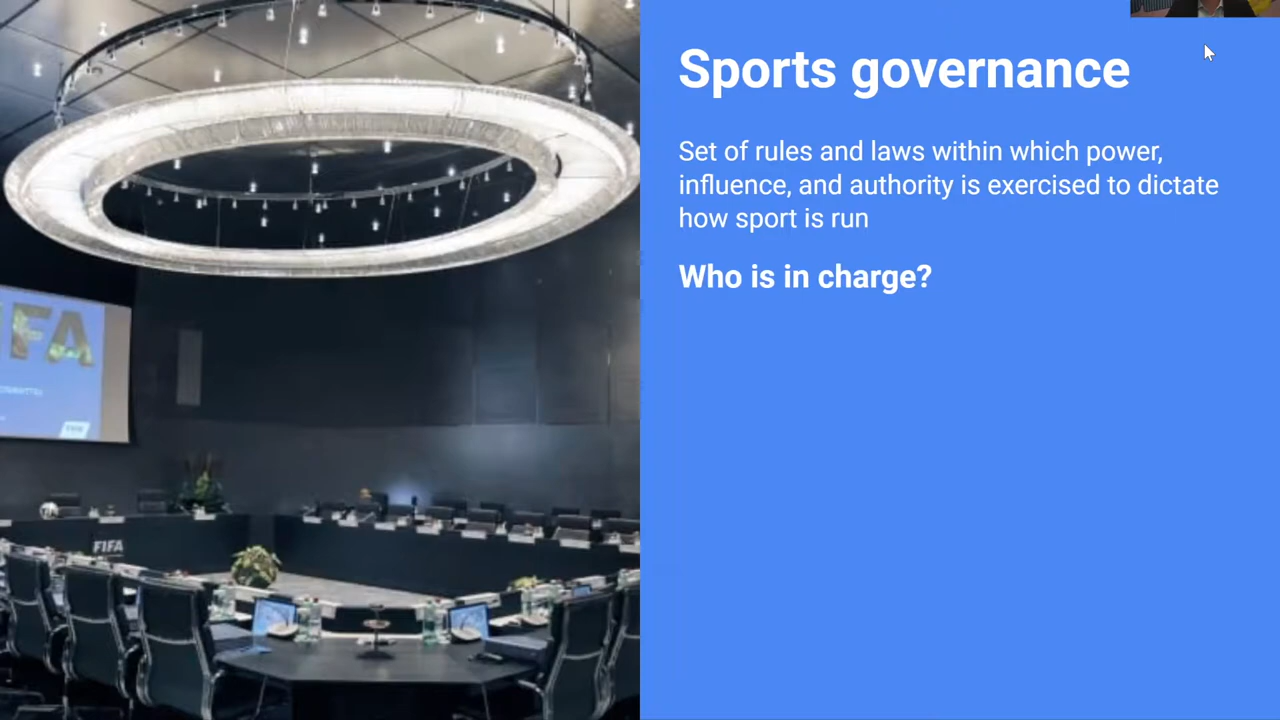 Sports governance
Set of rules and laws within which power,
influence, and authority is exercised to dictate
how sport is run
Who is in charge?
FA
FIFA